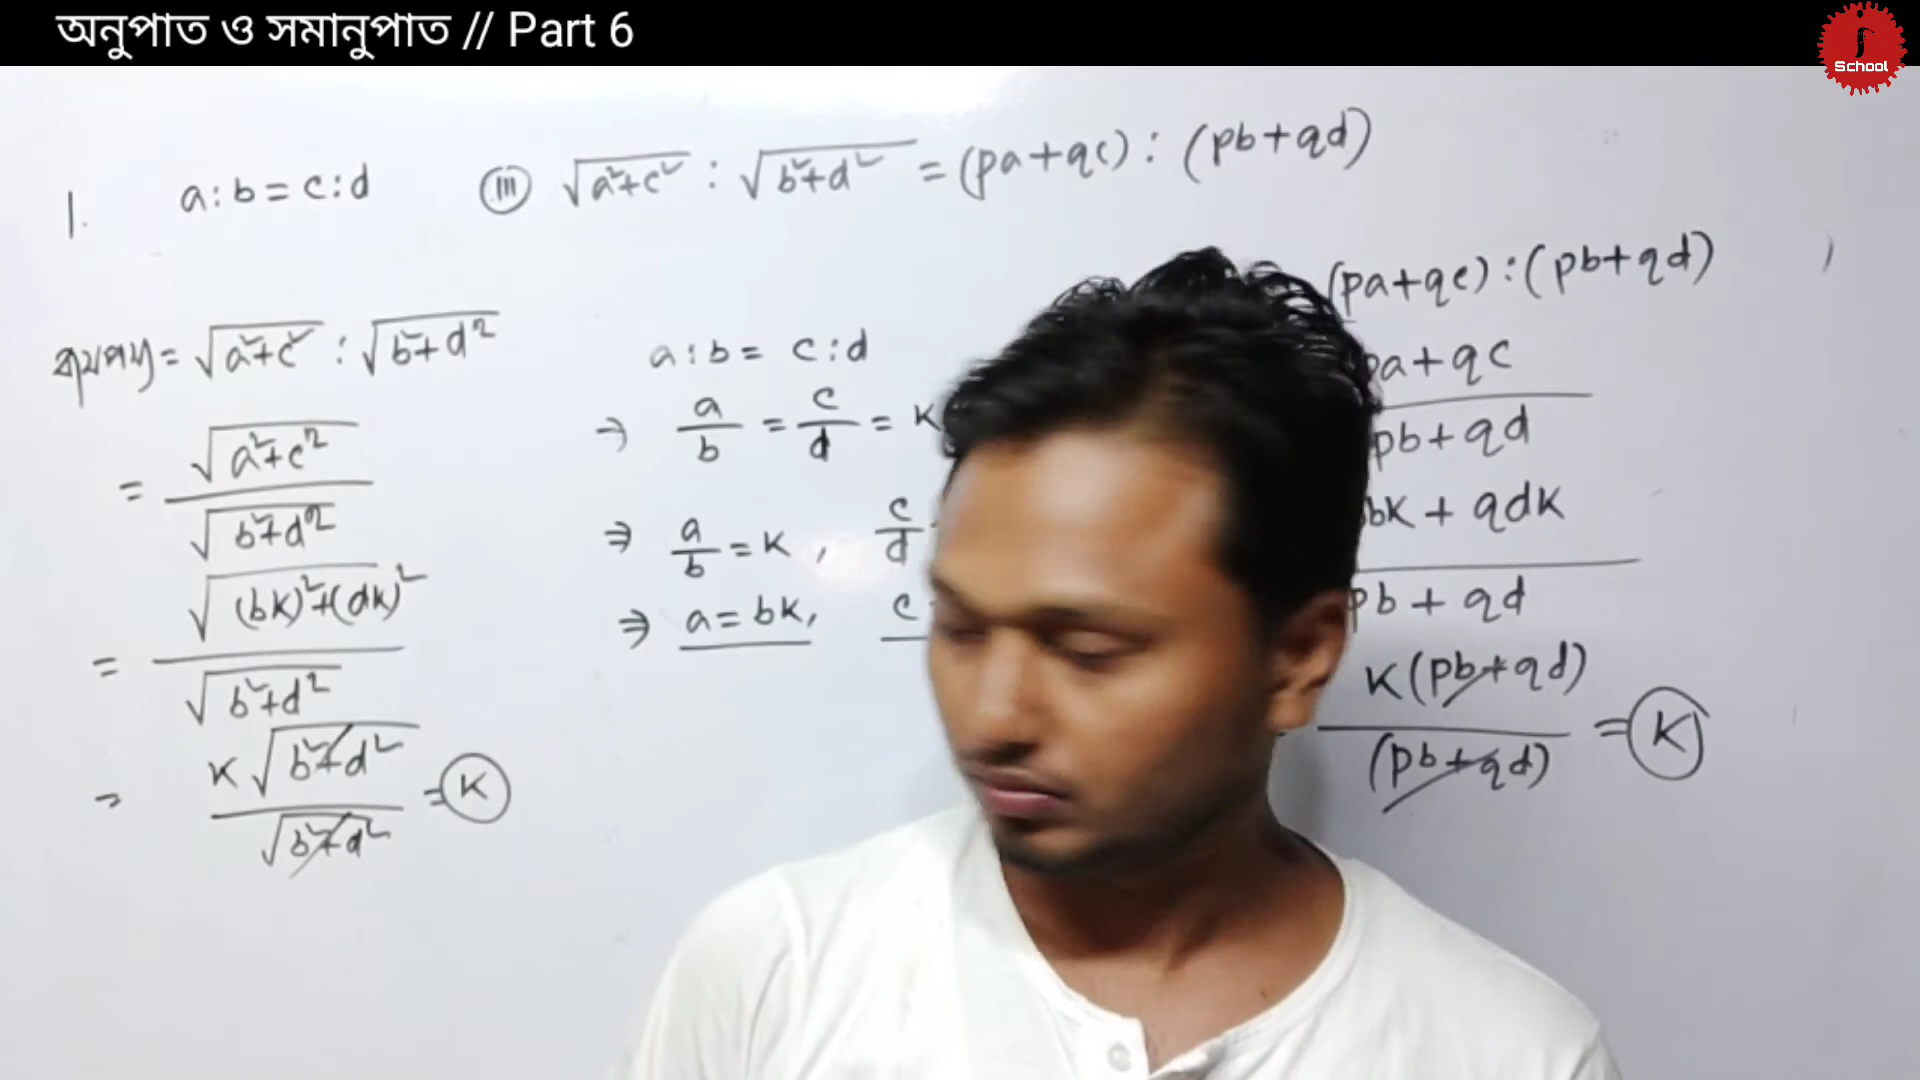 অনুপাত ও সমানুপাত // Part 6
School
1. a:b = c:d (iii) √(a²+c²) : √(b²+d²) = (pa+qc) : (pb+qd)
বামপক্ষ = √(a²+c²) : √(b²+d²)
= √(a²+c²) / √(b²+d²)
= √((bk)²+(dk)²) / √(b²+d²)
= k√(b²+d²) / √(b²+d²) = k
a:b = c:d
→ a/b = c/d = k
⇒ a/b = k, c/d
⇒ a = bk, c
(pa+qc) : (pb+qd)
pa+qc
pb+qd
bk + qdk
pb + qd
k(pb+qd) / (pb+qd) = k